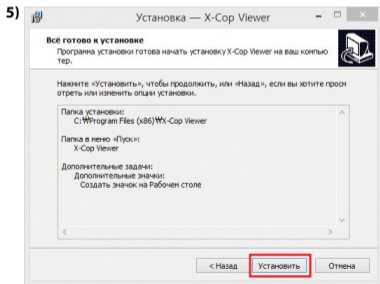 5)
Установка — X-Cop Viewer
Всё готово к установке
Программа установки готова начать установку X-Cop Viewer на ваш компью
тер.
Нажмите «Установить», чтобы продолжить, или «Назад», если вы хотите просм
отреть или изменить опции установки.
Папка установки:
C:₩Program Files (x86)₩X-Cop Viewer
Папка в меню «Пуск»:
X-Cop Viewer
Дополнительные задачи:
Дополнительные значки:
Создать значок на Рабочем столе
< Назад
Установить
Отмена